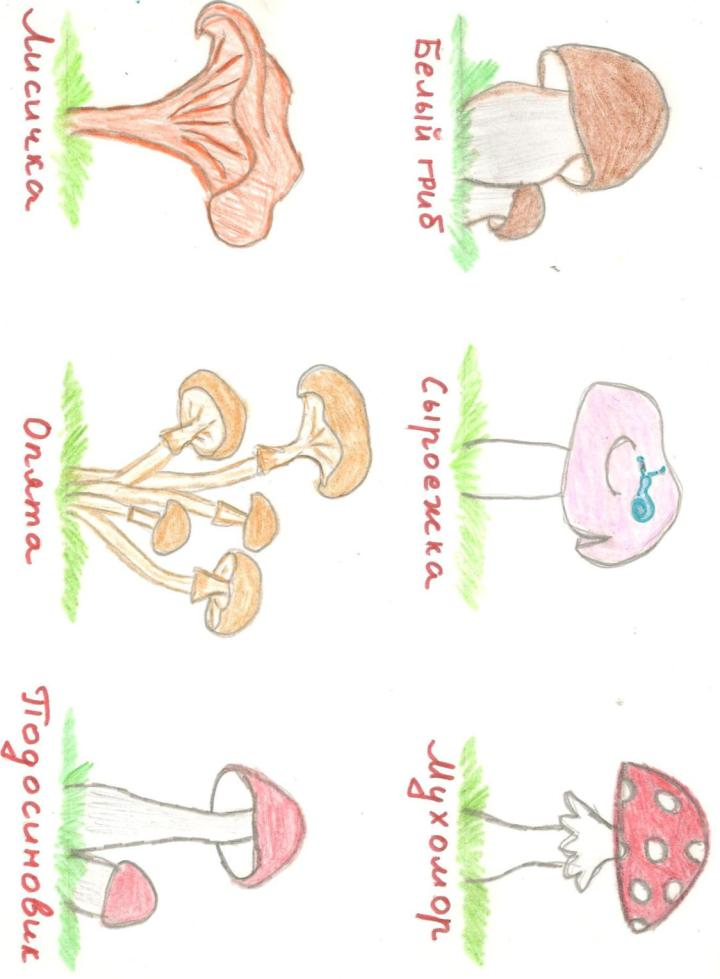 Белый гриб
Сыроежка
Мухомор
Лисичка
Опята
Подосиновик